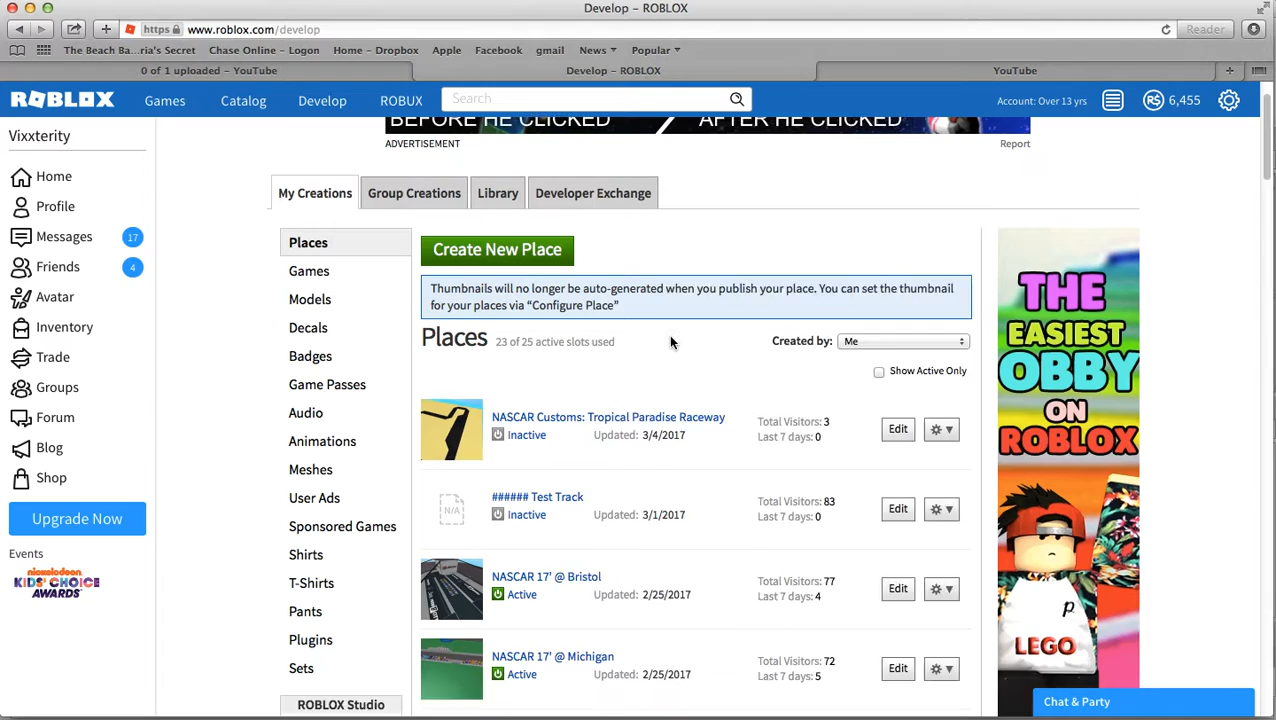 Develop – ROBLOX
https www.roblox.com/develop
Reader
The Beach Ba...ria's Secret Chase Online – Logon Home – Dropbox Apple Facebook gmail News Popular
0 of 1 uploaded – YouTube Develop – ROBLOX YouTube
ROBLOX Games Catalog Develop ROBUX Search Account: Over 13 yrs R$ 6,455
BEFORE HE CLICKED AFTER HE CLICKED
ADVERTISEMENT Report
Vixxterity
Home
Profile
Messages 17
Friends 4
Avatar
Inventory
Trade
Groups
Forum
Blog
Shop
Upgrade Now
Events
nickelodeon
KIDS' CHOICE
AWARDS
My Creations Group Creations Library Developer Exchange
Places
Games
Models
Decals
Badges
Game Passes
Audio
Animations
Meshes
User Ads
Sponsored Games
Shirts
T-Shirts
Pants
Plugins
Sets
ROBLOX Studio
Create New Place
Thumbnails will no longer be auto-generated when you publish your place. You can set the thumbnail
for your places via "Configure Place"
Places 23 of 25 active slots used Created by: Me
Show Active Only
NASCAR Customs: Tropical Paradise Raceway
Inactive Updated: 3/4/2017
Total Visitors: 3
Last 7 days: 0
Edit
N/A
###### Test Track
Inactive Updated: 3/1/2017
Total Visitors: 83
Last 7 days: 0
Edit
NASCAR 17' @ Bristol
Active Updated: 2/25/2017
Total Visitors: 77
Last 7 days: 4
Edit
NASCAR 17' @ Michigan
Active Updated: 2/25/2017
Total Visitors: 72
Last 7 days: 5
Edit
THE
EASIEST
OBBY
ON
ROBLOX
p
LEGO
Chat & Party